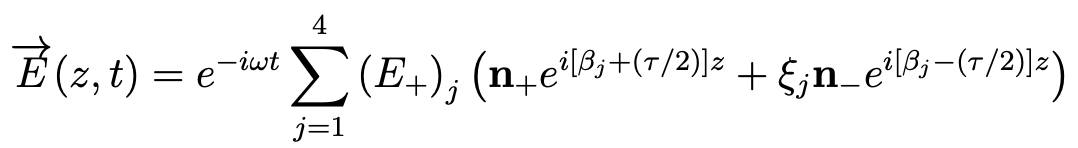 $$\overrightarrow{E}(z,t) = e^{-i\omega t} \sum_{j=1}^{4} (E_+)_j \left( \mathbf{n}_+ e^{i[\beta_j + (\tau/2)]z} + \xi_j \mathbf{n}_- e^{i[\beta_j - (\tau/2)]z} \right)$$